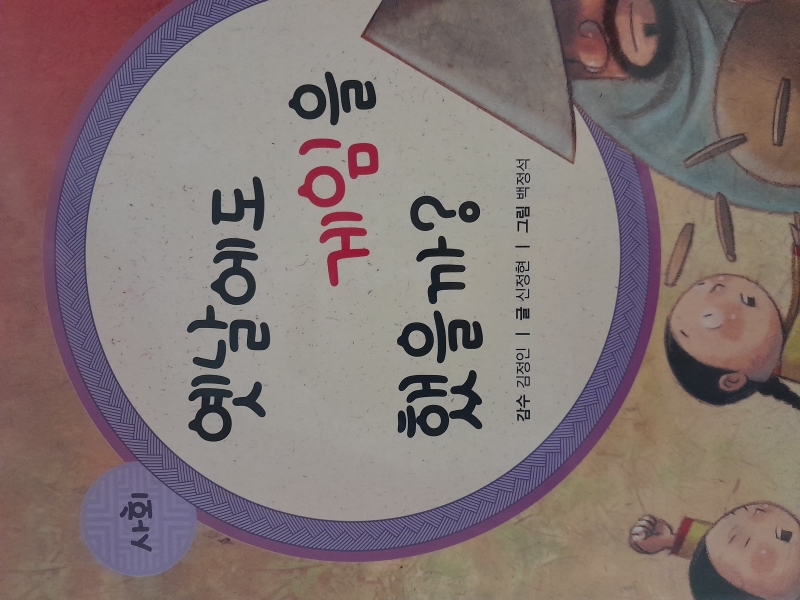 사회
옛날에도
게임을
했을까?
감수 김정인 | 글 신정현 | 그림 백정석